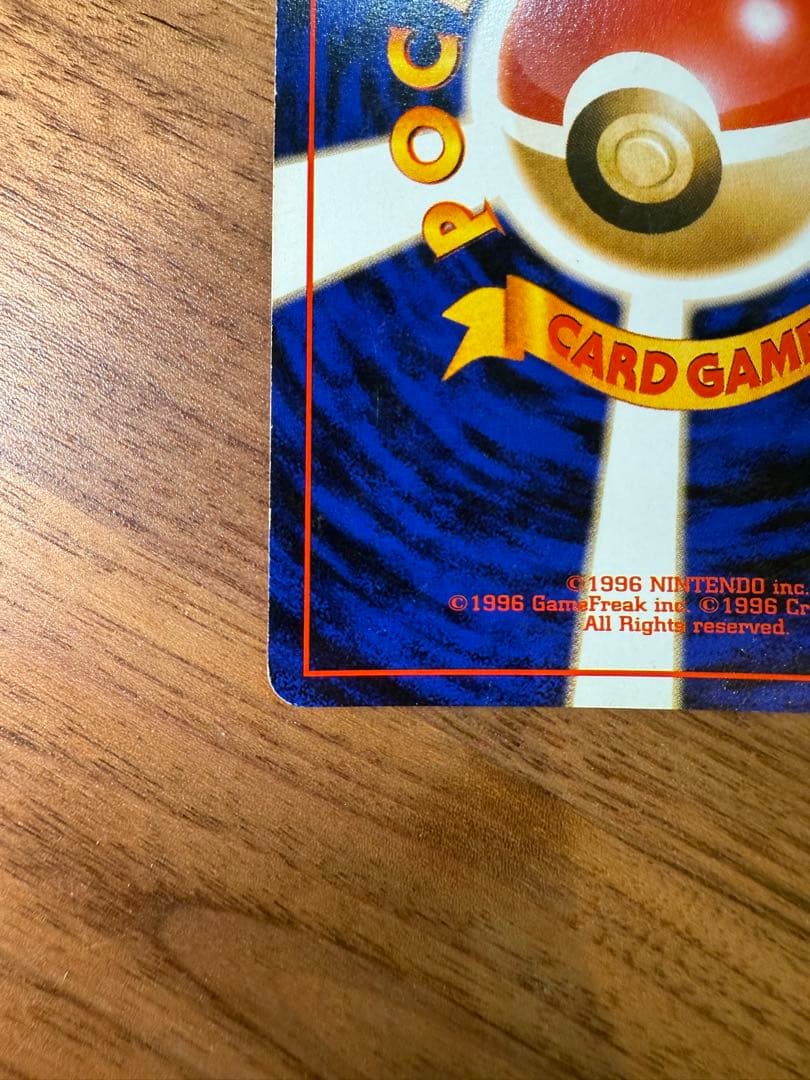 POC
CARD GAM
©1996 NINTENDO inc.
©1996 GameFreak inc. ©1996 Cr
All Rights reserved.